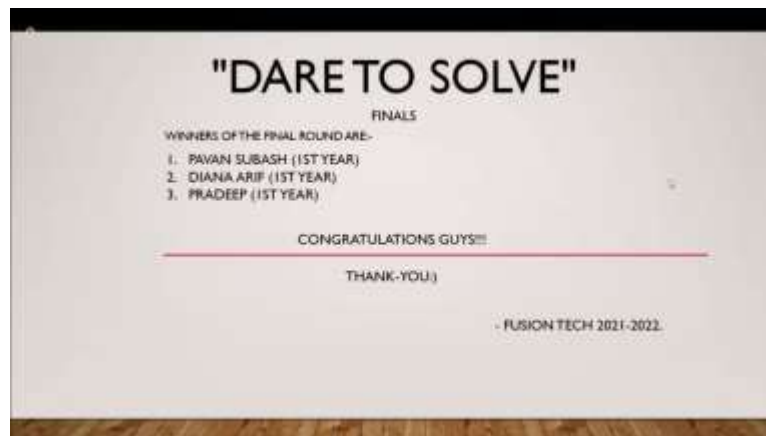 "DARE TO SOLVE"
FINALS
WINNERS OF THE FINAL ROUND ARE:-
1. PAVAN SUBASH (1ST YEAR)
2. DIANA ARIF (1ST YEAR)
3. PRADEEP (1ST YEAR)
CONGRATULATIONS GUYS!!!
THANK-YOU:)
- FUSION TECH 2021-2022.